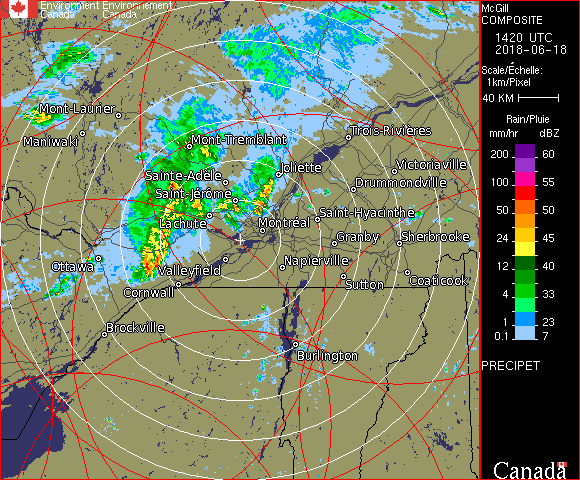 Environment Environnement
Canada Canada
McGill
COMPOSITE
1420 UTC
2018-06-18
Scale/Échelle:
1km/Pixel
40 KM
Rain/Pluie
mm/hr dBZ
200 60
100 55
50 50
24 45
12 40
4 33
1 23
0.1 7
PRECIPET
Canada
Mont-Laurier
Maniwaki
Mont-Tremblant
Trois-Rivières
Sainte-Adèle
Joliette
Victoriaville
Saint-Jérôme
Drummondville
Lachute
Saint-Hyacinthe
Montréal
Granby
Sherbrooke
Ottawa
Valleyfield
Napierville
Cornwall
Sutton
Coaticook
Brockville
Burlington